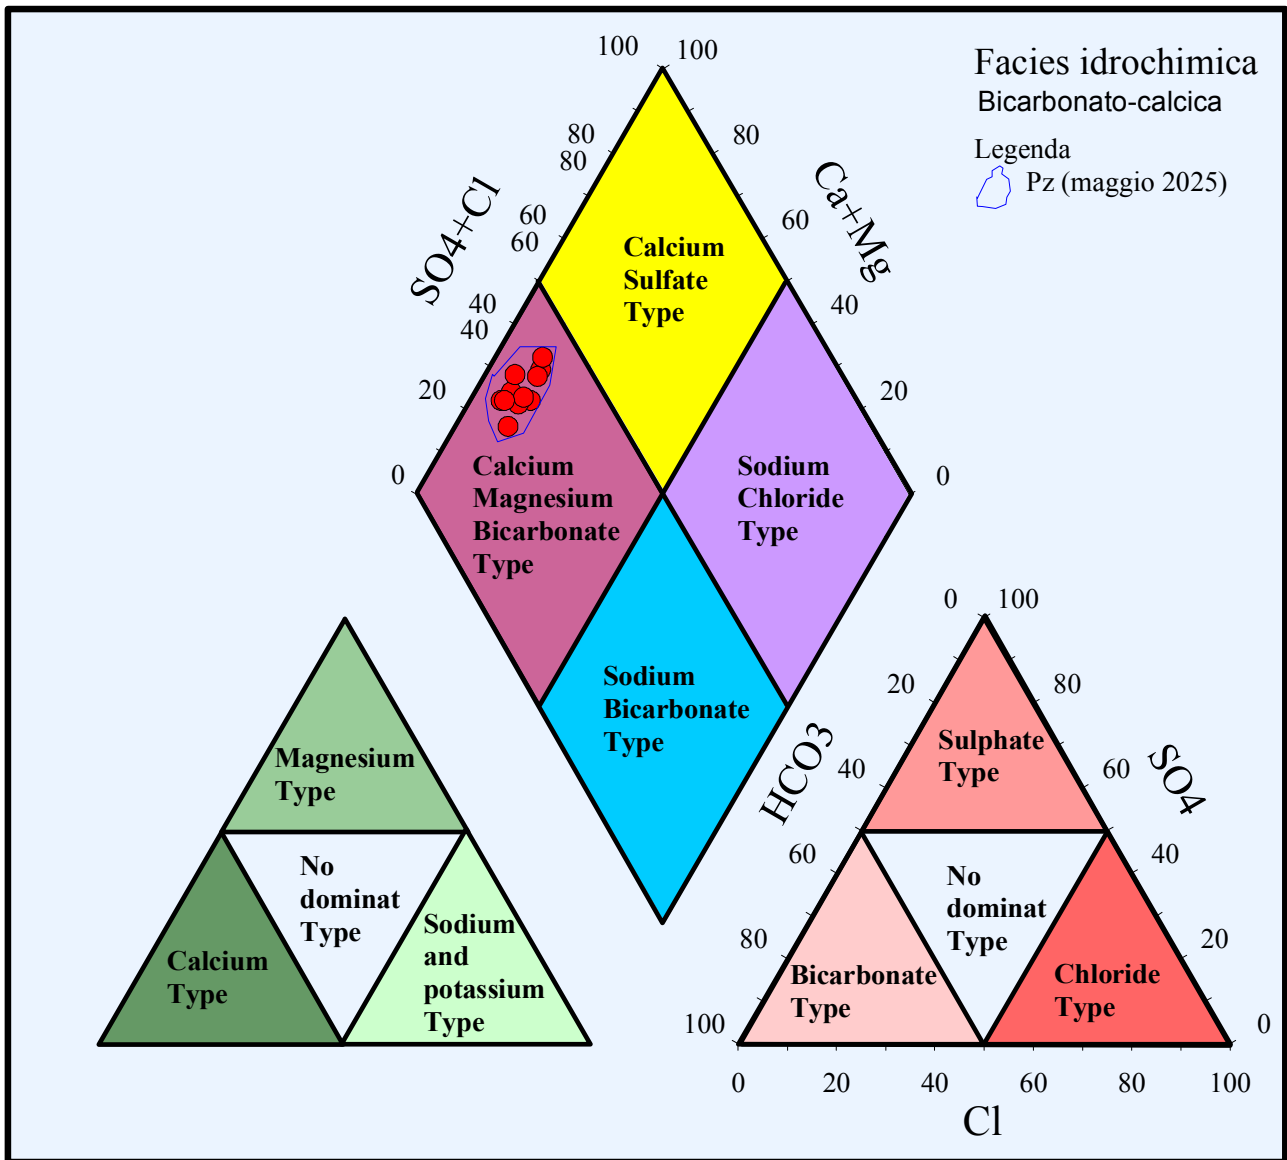 100 100
Facies idrochimica
Bicarbonato-calcica
Legenda
Pz (maggio 2025)
80
80
80
SO4+Cl
Ca+Mg
60
60
60
40
40
40
20
20
0
0
Calcium
Sulfate
Type
Calcium
Magnesium
Bicarbonate
Type
Sodium
Chloride
Type
Sodium
Bicarbonate
Type
Magnesium
Type
No
dominat
Type
Calcium
Type
Sodium
and
potassium
Type
0 100
20
80
HCO3
SO4
40
60
60
40
80
20
100
0
Sulphate
Type
No
dominat
Type
Bicarbonate
Type
Chloride
Type
0 20 40 60 80 100
Cl